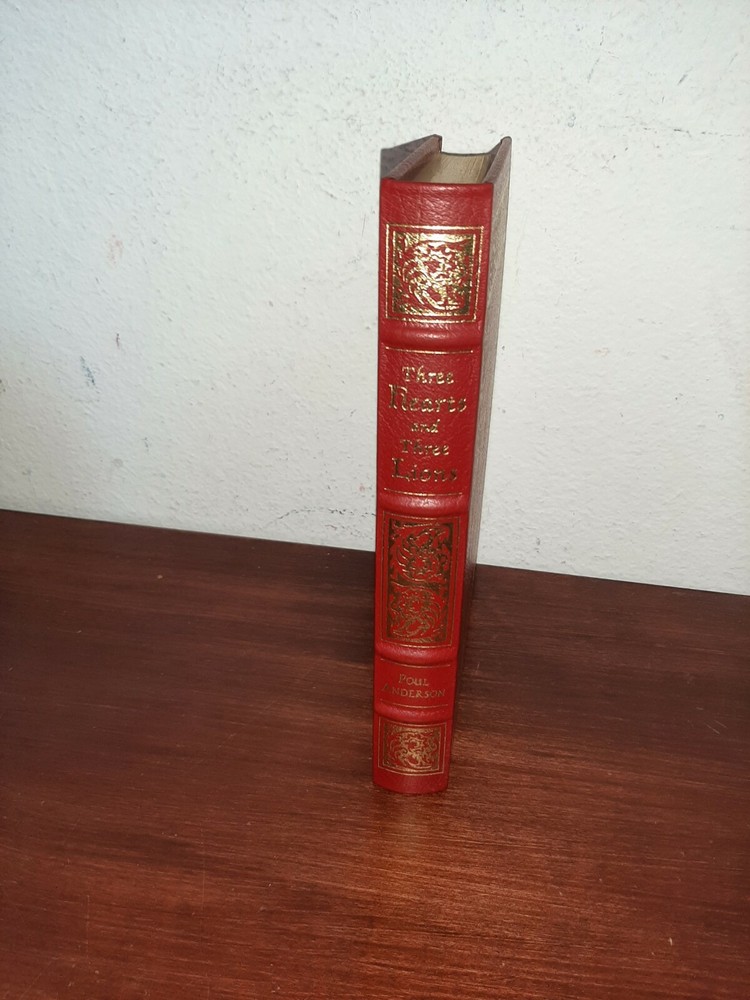 Three
Hearts
and
Three
Lions
POUL
ANDERSON